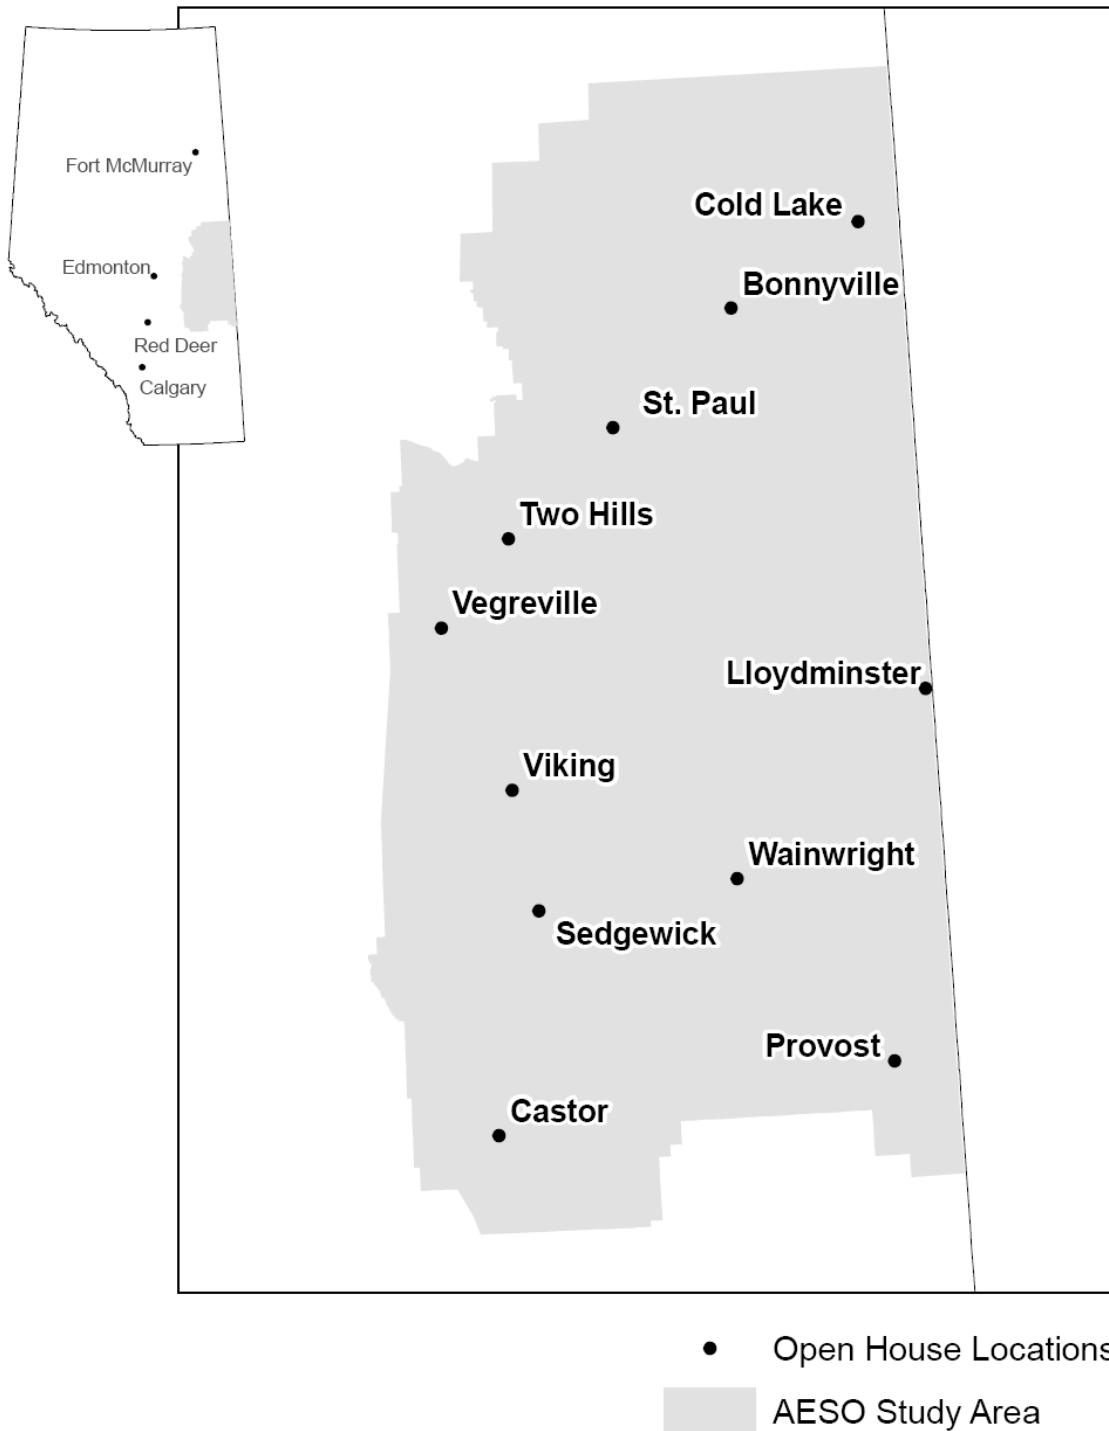 Fort McMurray
Edmonton
Red Deer
Calgary
Cold Lake
Bonnyville
St. Paul
Two Hills
Vegreville
Lloydminster
Viking
Wainwright
Sedgewick
Provost
Castor
Open House Locations
AESO Study Area